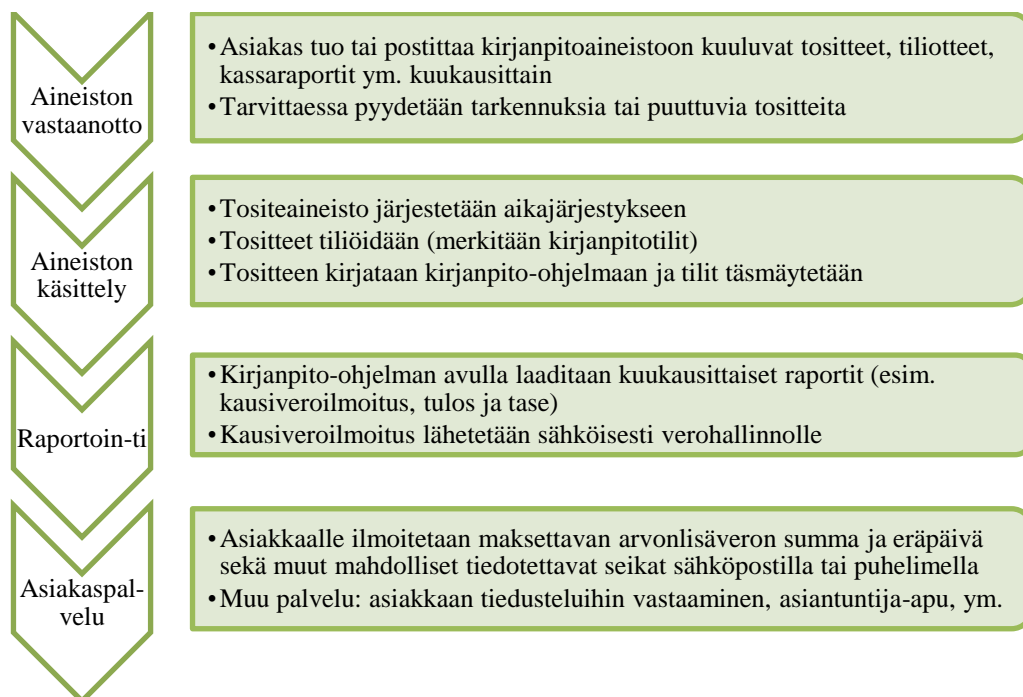 Aineiston
vastaanotto
•Asiakas tuo tai postittaa kirjanpitoaineistoon kuuluvat tositteet, tiliotteet,
kassaraportit ym. kuukausittain
•Tarvittaessa pyydetään tarkennuksia tai puuttuvia tositteita
Aineiston
käsittely
•Tositeaineisto järjestetään aikajärjestykseen
•Tositteet tiliöidään (merkitään kirjanpitotilit)
•Tositteen kirjataan kirjanpito-ohjelmaan ja tilit täsmäytetään
Raportoin-ti
•Kirjanpito-ohjelman avulla laaditaan kuukausittaiset raportit (esim.
kausiveroilmoitus, tulos ja tase)
•Kausiveroilmoitus lähetetään sähköisesti verohallinnolle
Asiakaspal-
velu
•Asiakkaalle ilmoitetaan maksettavan arvonlisäveron summa ja eräpäivä
sekä muut mahdolliset tiedotettavat seikat sähköpostilla tai puhelimella
•Muu palvelu: asiakkaan tiedusteluihin vastaaminen, asiantuntija-apu, ym.